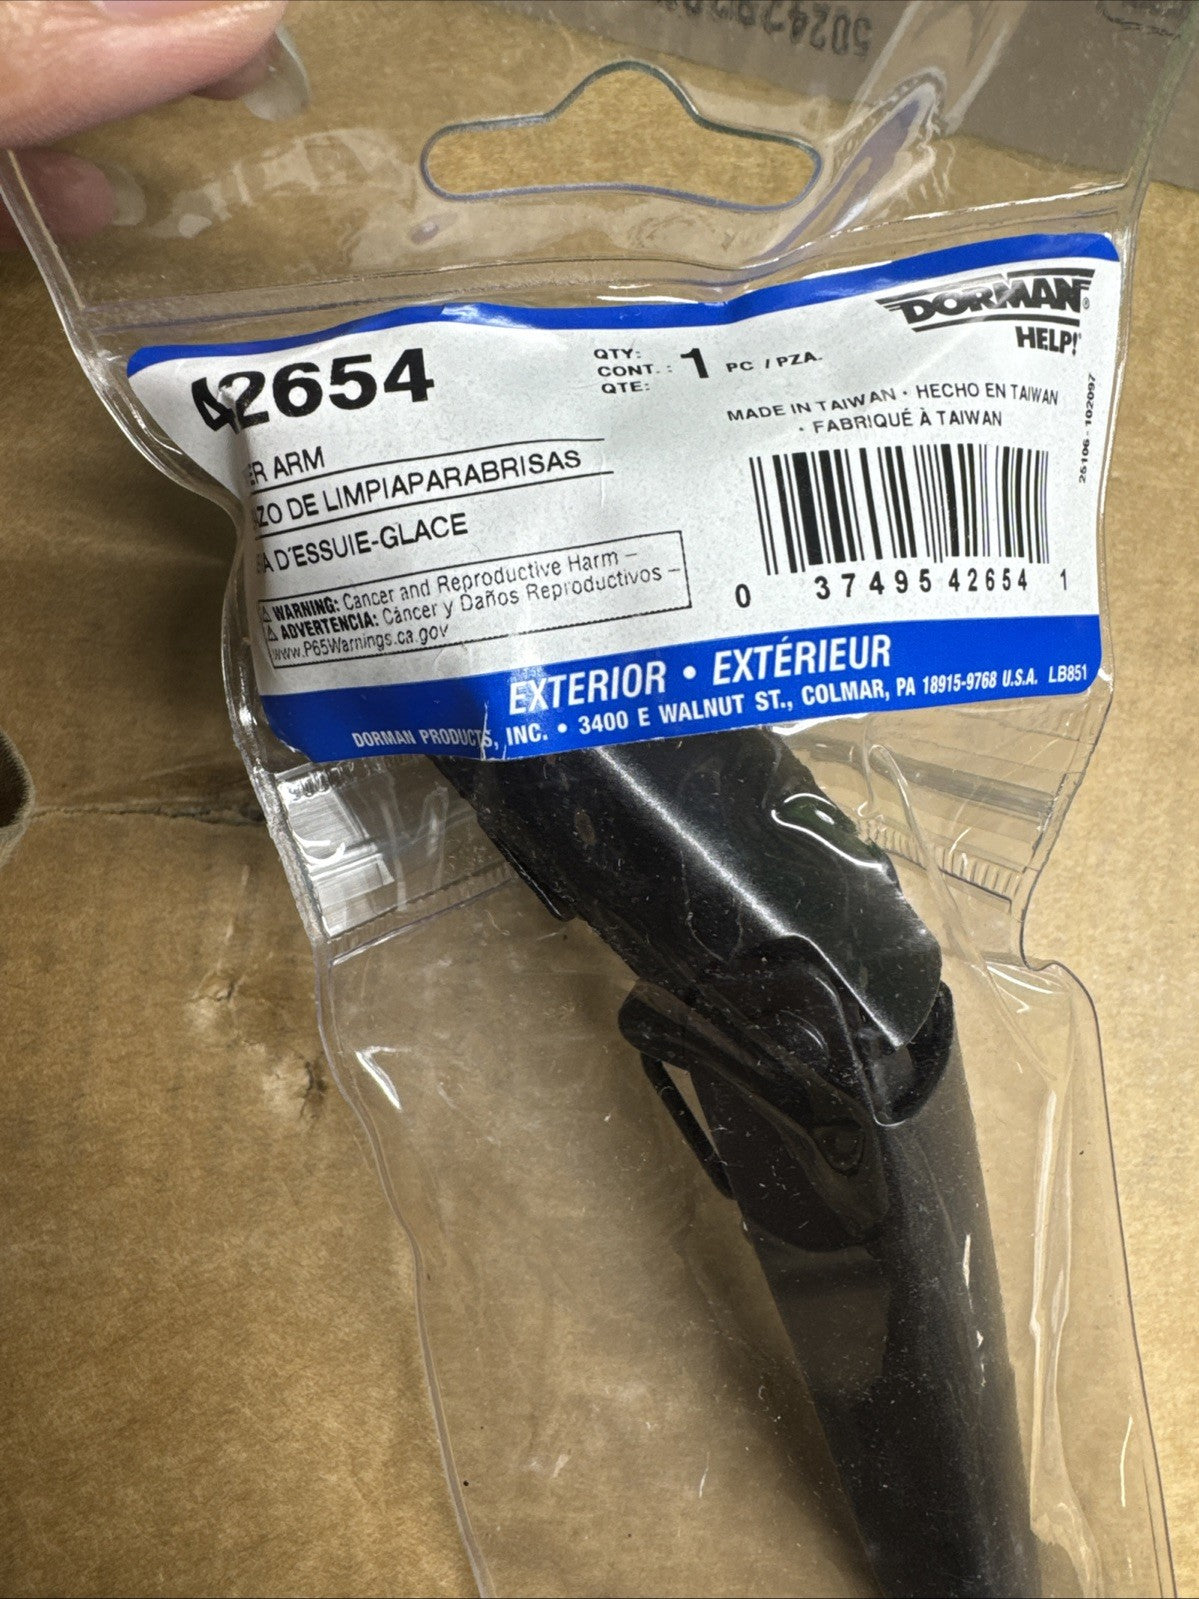 42654
QTY:
CONT. : 1 PC / PZA.
QTE:
DORMAN®
HELP!
MADE IN TAIWAN • HECHO EN TAIWAN
• FABRIQUÉ À TAIWAN
25106 - 102097
ER ARM
ZO DE LIMPIAPARABRISAS
A D'ESSUIE-GLACE
⚠ WARNING: Cancer and Reproductive Harm –
⚠ ADVERTENCIA: Cáncer y Daños Reproductivos –
www.P65Warnings.ca.gov
0 37495 42654 1
EXTERIOR • EXTÉRIEUR
DORMAN PRODUCTS, INC. • 3400 E WALNUT ST., COLMAR, PA 18915-9768 U.S.A. LB851